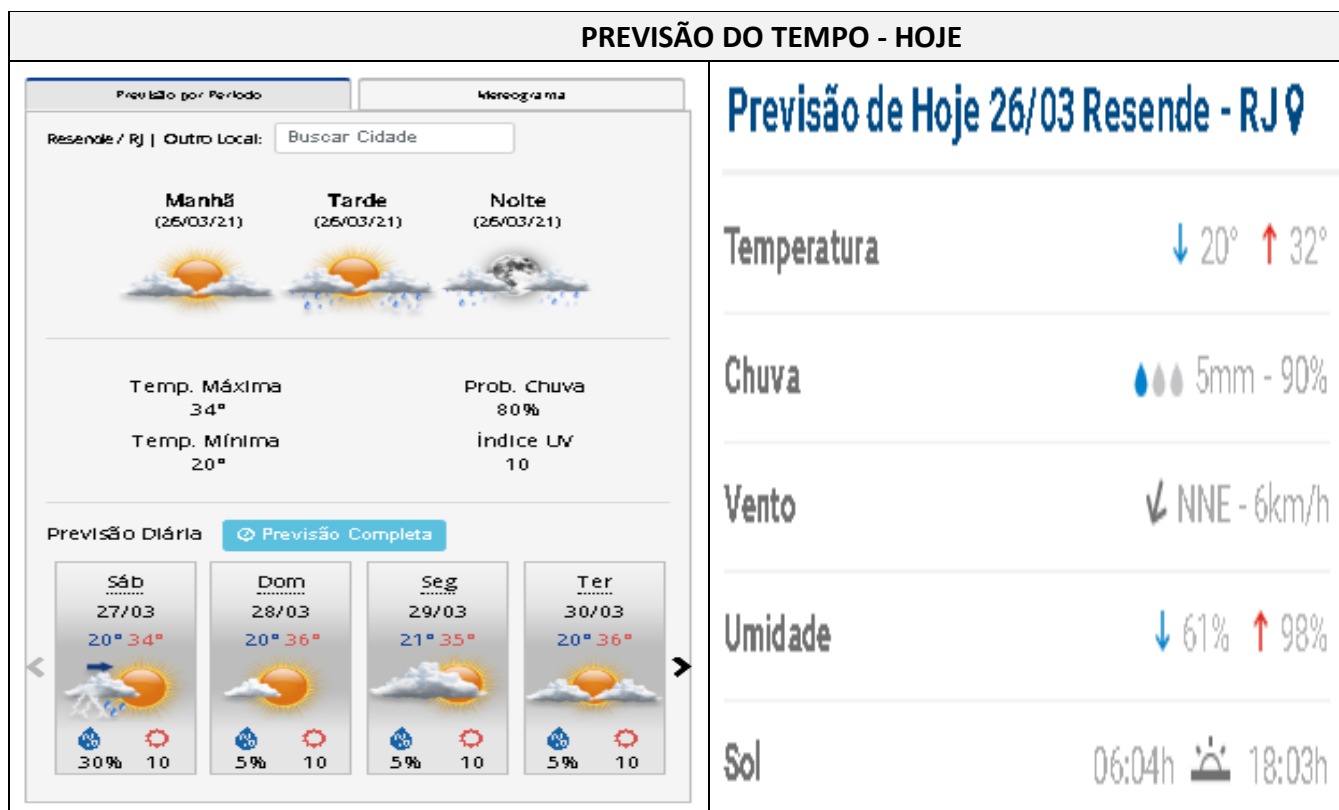 PREVISÃO DO TEMPO - HOJE
Previsão por Período
Meteograma
Resende / RJ | Outro Local: Buscar Cidade
Manhã Tarde Noite
(26/03/21) (26/03/21) (26/03/21)
Temp. Máxima Prob. Chuva
34° 80%
Temp. Mínima Índice UV
20° 10
Previsão Diária Previsão Completa
Sáb Dom Seg Ter
27/03 28/03 29/03 30/03
20° 34° 20° 36° 21° 35° 20° 36°
30% 10 5% 10 5% 10 5% 10
Previsão de Hoje 26/03 Resende - RJ
Temperatura 20° 32°
Chuva 5mm - 90%
Vento NNE - 6km/h
Umidade 61% 98%
Sol 06:04h 18:03h